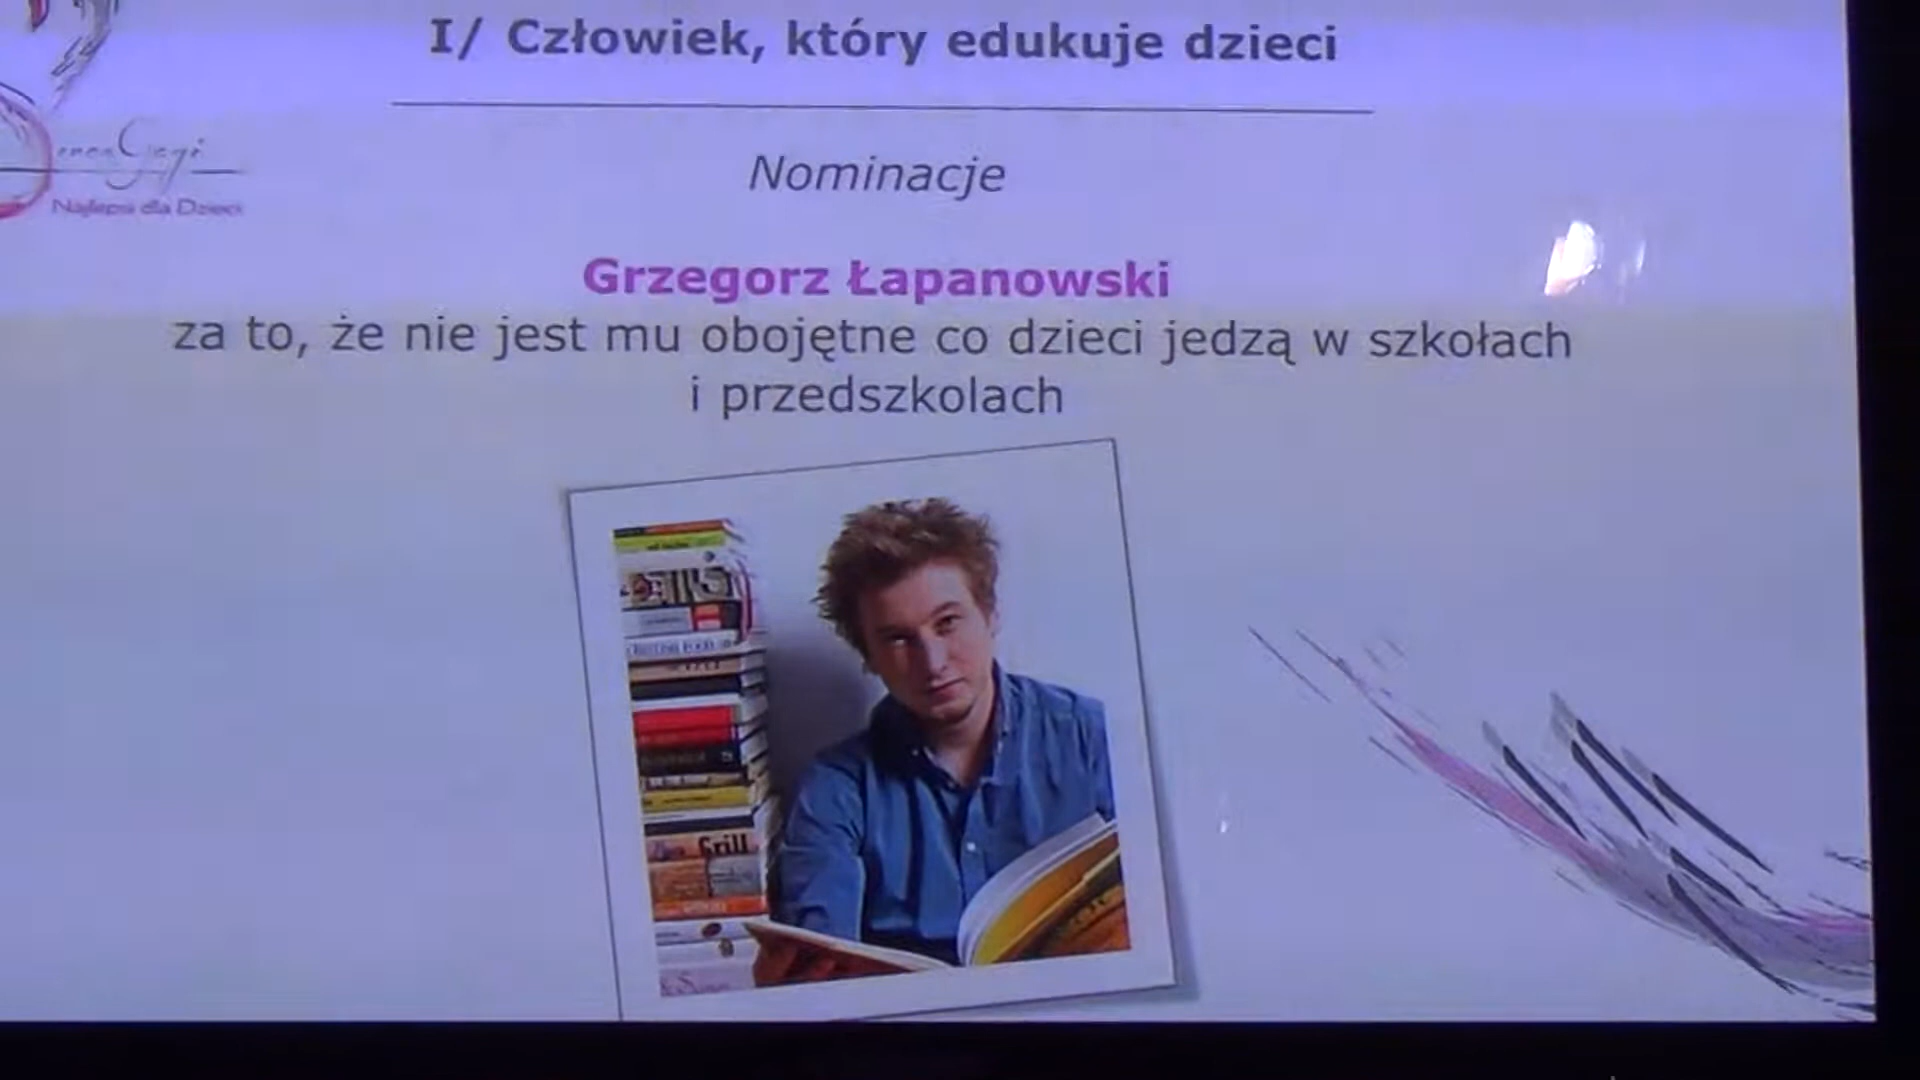 I/ Człowiek, który edukuje dzieci
Nominacje
Najlepsi dla Dzieci
Grzegorz Łapanowski
za to, że nie jest mu obojętne co dzieci jedzą w szkołach
i przedszkolach
Grill